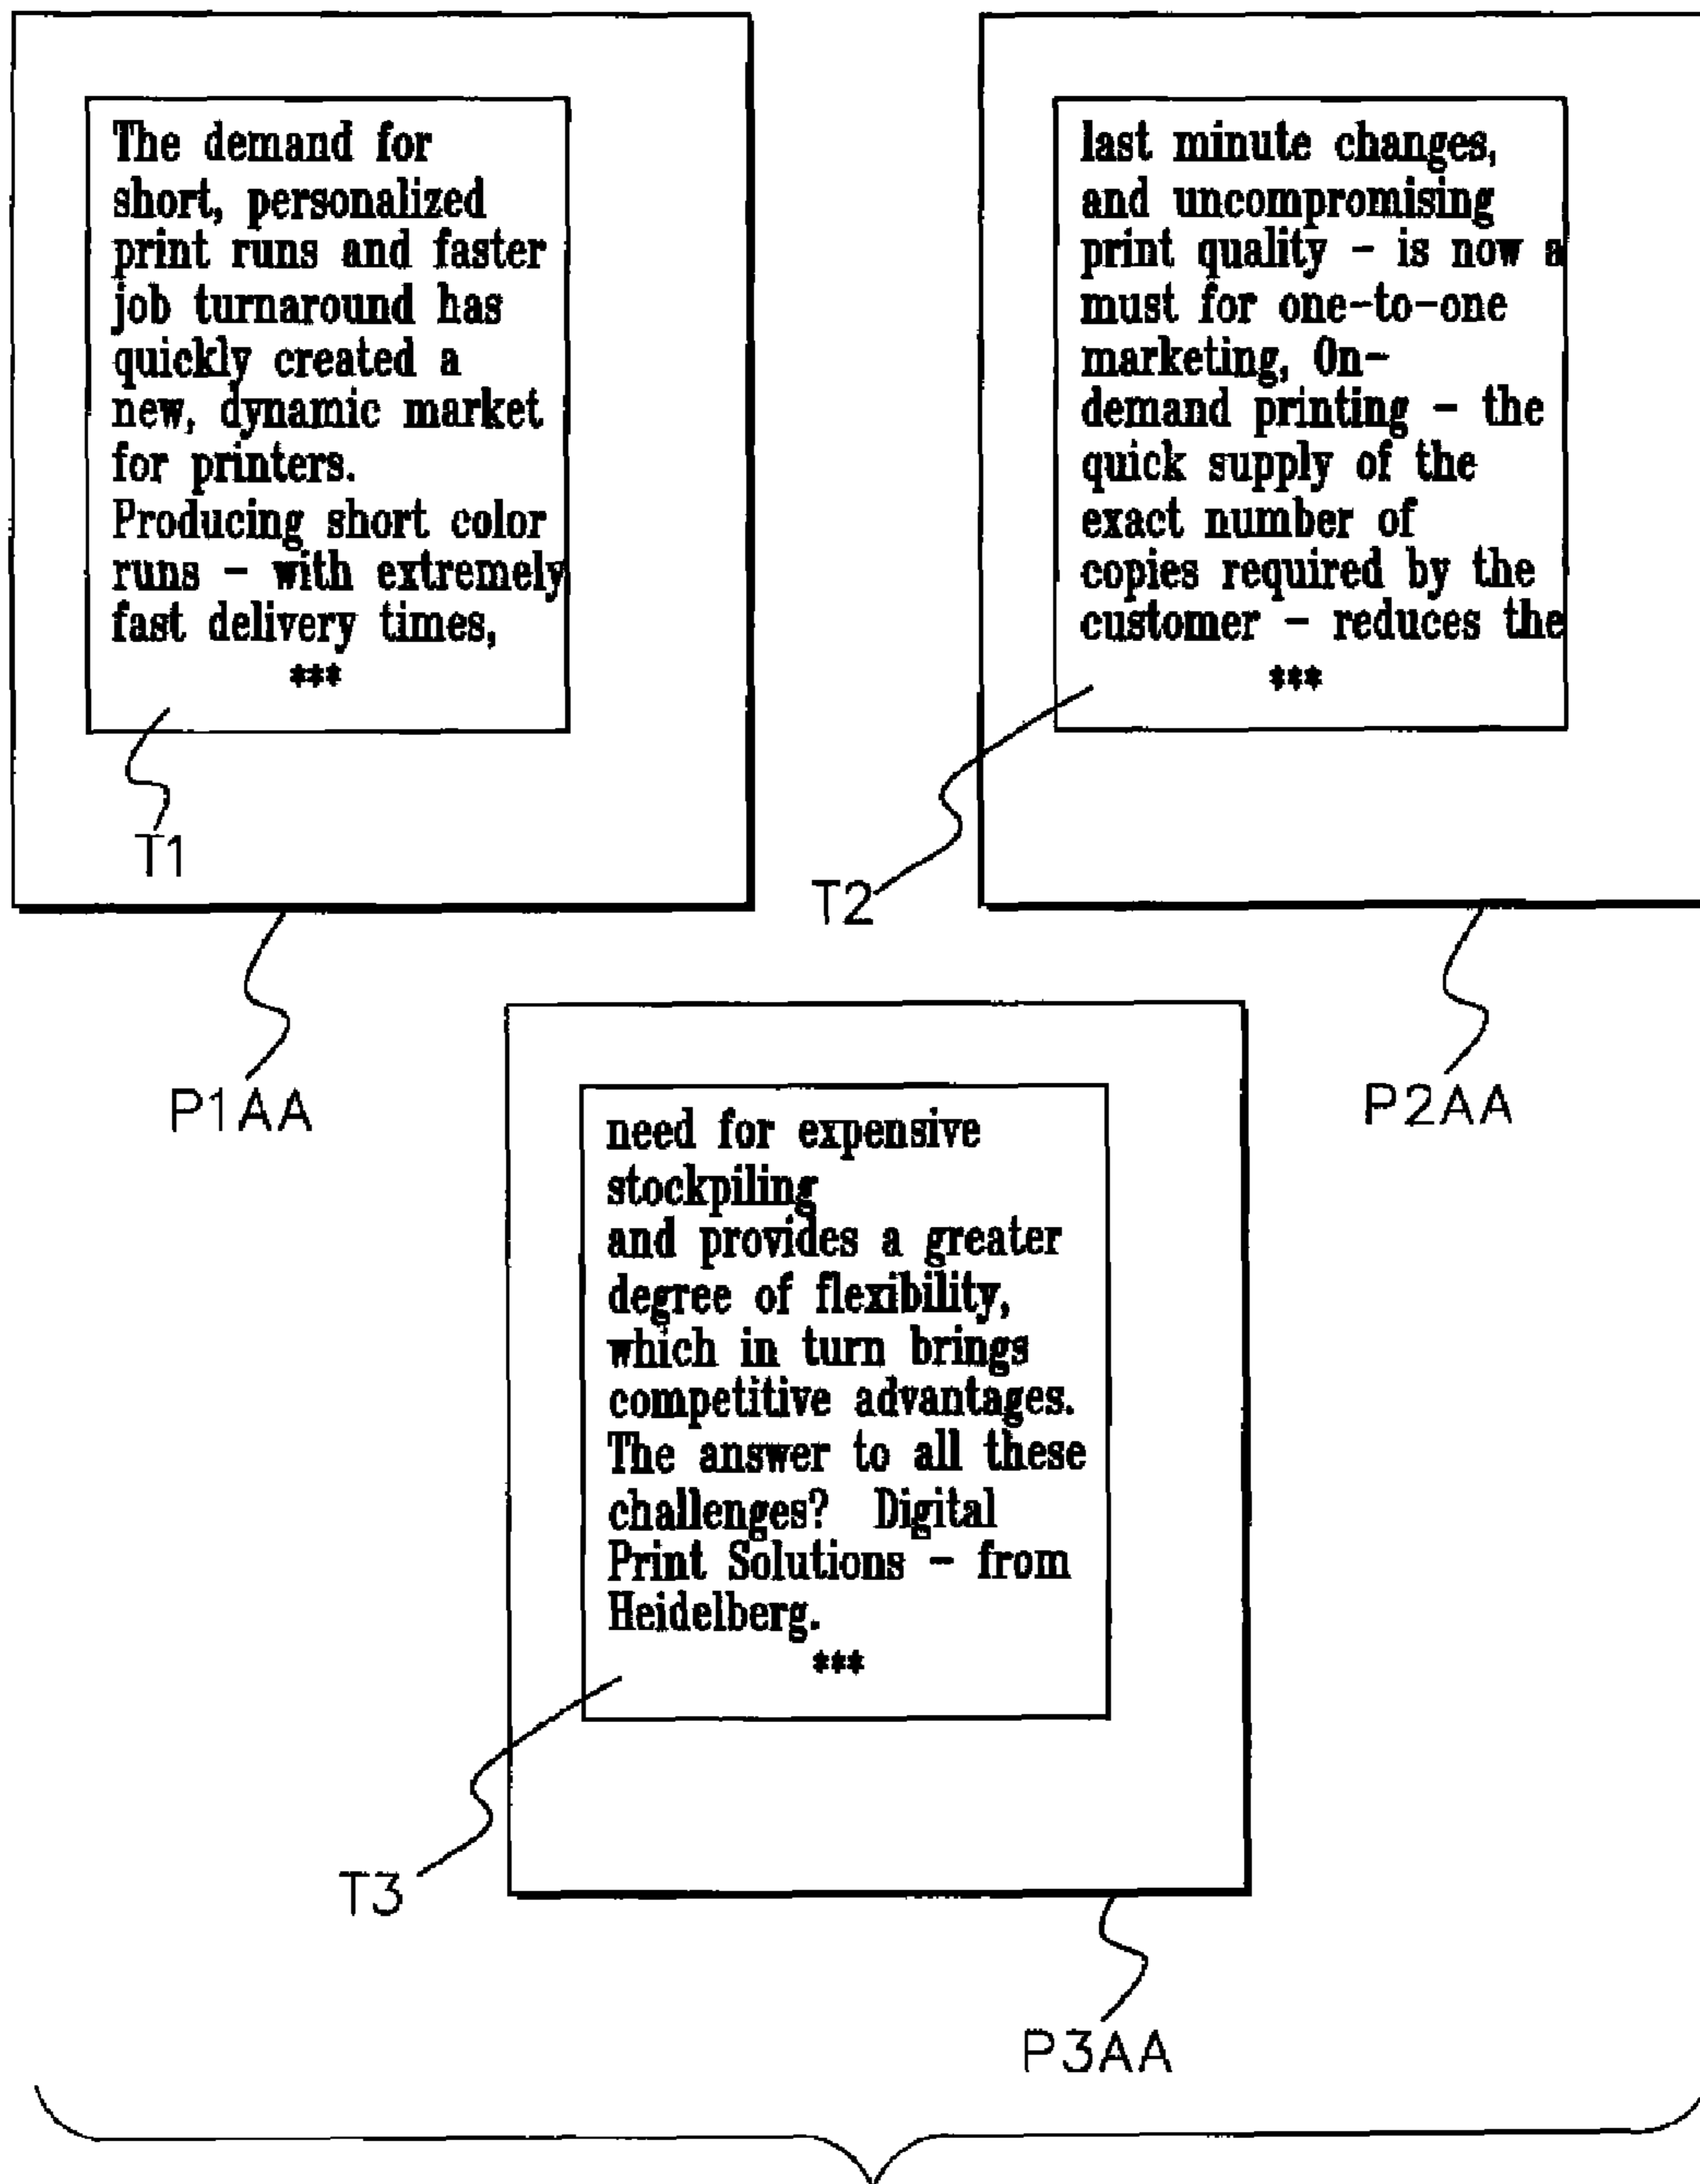 The demand for
short, personalized
print runs and faster
job turnaround has
quickly created a
new, dynamic market
for printers.
Producing short color
runs - with extremely
fast delivery times,
***
T1
P1AA
last minute changes,
and uncompromising
print quality - is now a
must for one-to-one
marketing, On-
demand printing - the
quick supply of the
exact number of
copies required by the
customer - reduces the
***
T2
P2AA
need for expensive
stockpiling
and provides a greater
degree of flexibility,
which in turn brings
competitive advantages.
The answer to all these
challenges?  Digital
Print Solutions - from
Heidelberg.
***
T3
P3AA